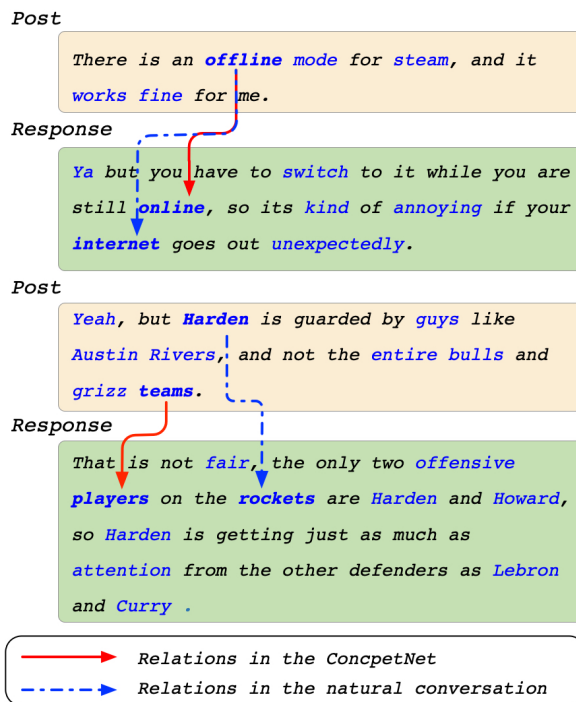 Post
There is an offline mode for steam, and it
works fine for me.
Response
Ya but you have to switch to it while you are
still online, so its kind of annoying if your
internet goes out unexpectedly.
Post
Yeah, but Harden is guarded by guys like
Austin Rivers, and not the entire bulls and
grizz teams.
Response
That is not fair, the only two offensive
players on the rockets are Harden and Howard,
so Harden is getting just as much as
attention from the other defenders as Lebron
and Curry .
Relations in the ConcpetNet
Relations in the natural conversation